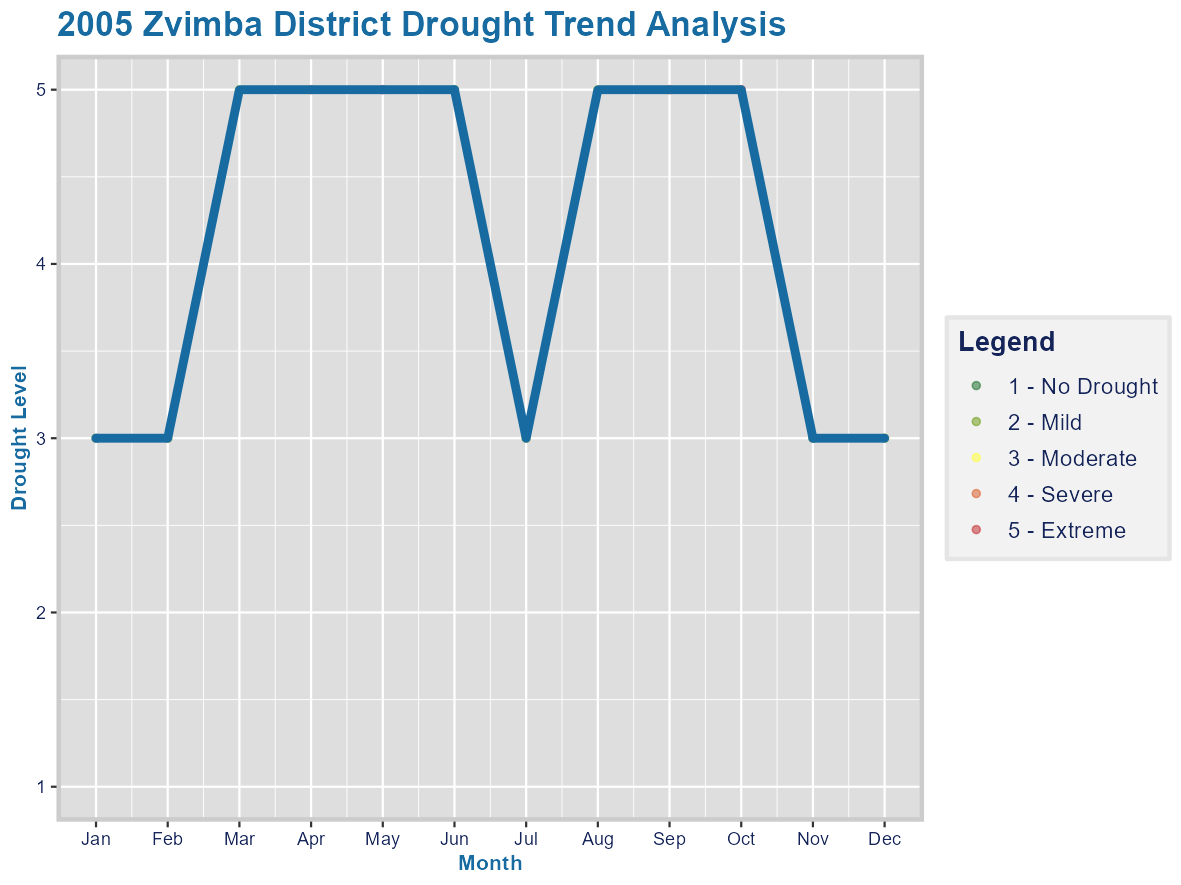 2005 Zvimba District Drought Trend Analysis
5
4
3
2
1
Drought Level
Jan Feb Mar Apr May Jun Jul Aug Sep Oct Nov Dec
Month
Legend
1 - No Drought
2 - Mild
3 - Moderate
4 - Severe
5 - Extreme